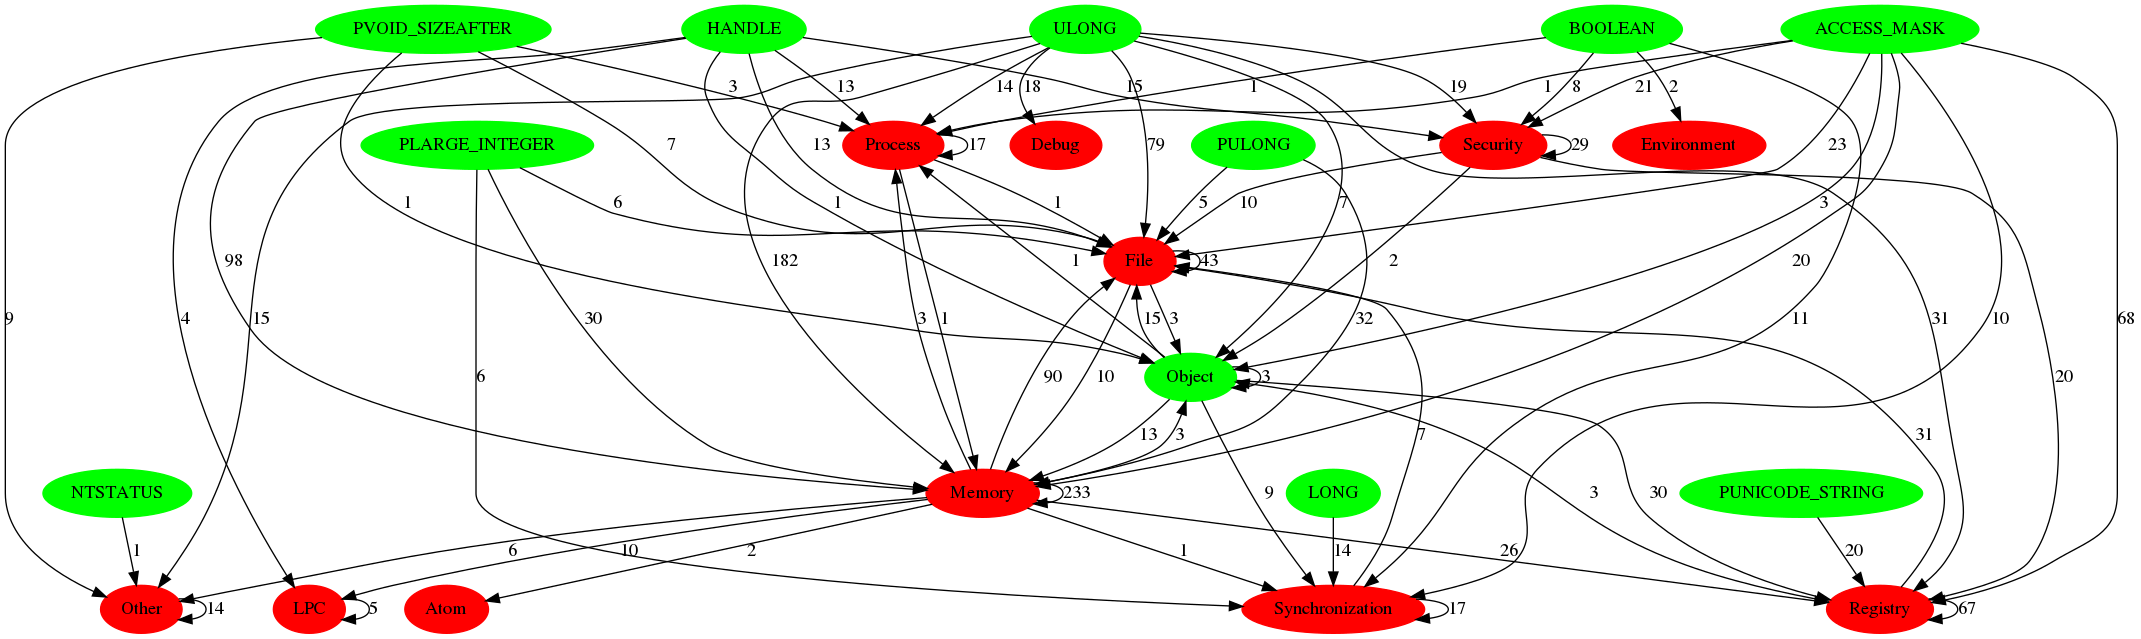 PVOID_SIZEAFTER HANDLE ULONG BOOLEAN ACCESS_MASK
3 13 14 18 15 1 19 8 21 2 1
PLARGE_INTEGER Process 17 Debug PULONG Security 29 Environment
7 13 79 23
6 1 1 1 5 10 7 3
98 1 File 43 2 20
9 4 15 30 182 3 1 15 3 32 11 31 10 68
6 90 10 Object 3 20
13 3 7 31
NTSTATUS Memory 233 9 LONG 3 30 PUNICODE_STRING
1 6 10 2 1 14 26 20
Other 14 LPC 5 Atom Synchronization 17 Registry 67